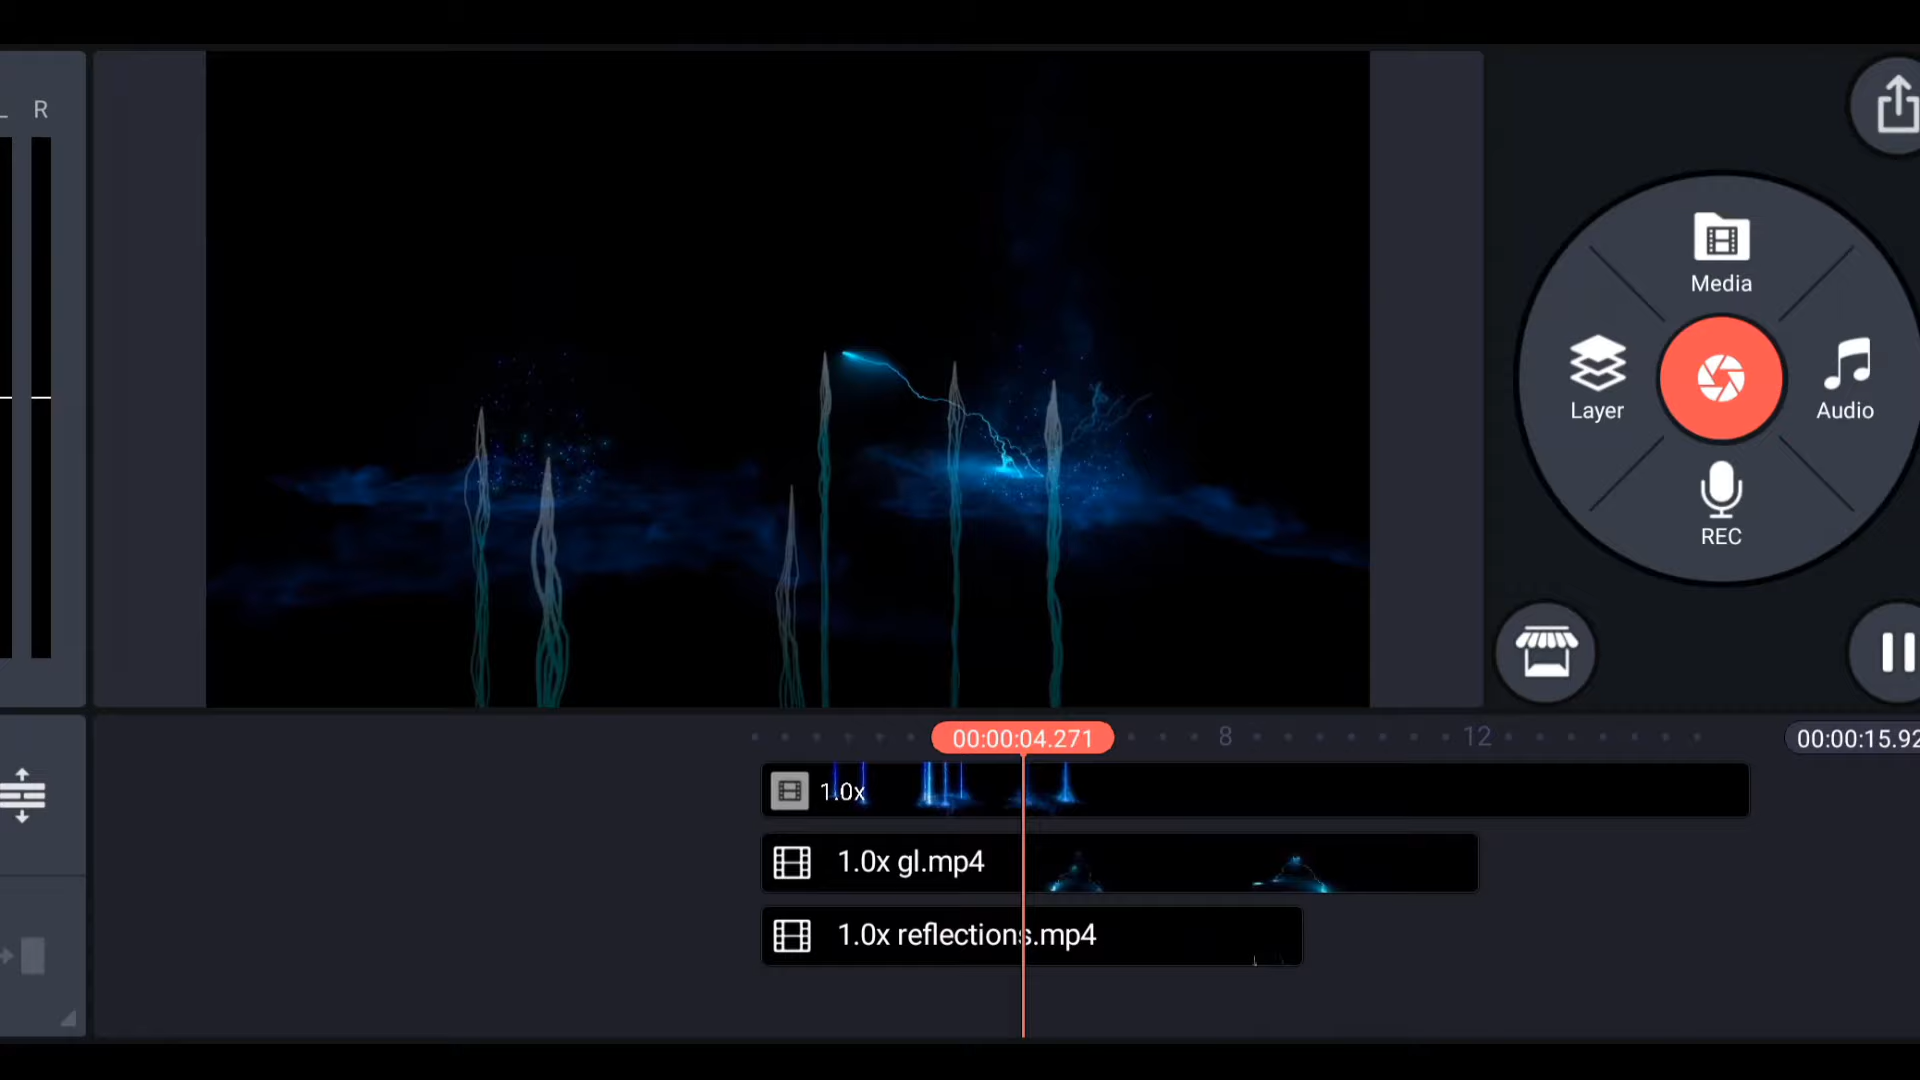 L R
Media
Layer
Audio
REC
00:00:04.271
8
12
00:00:15.92
1.0x
1.0x gl.mp4
1.0x reflections.mp4